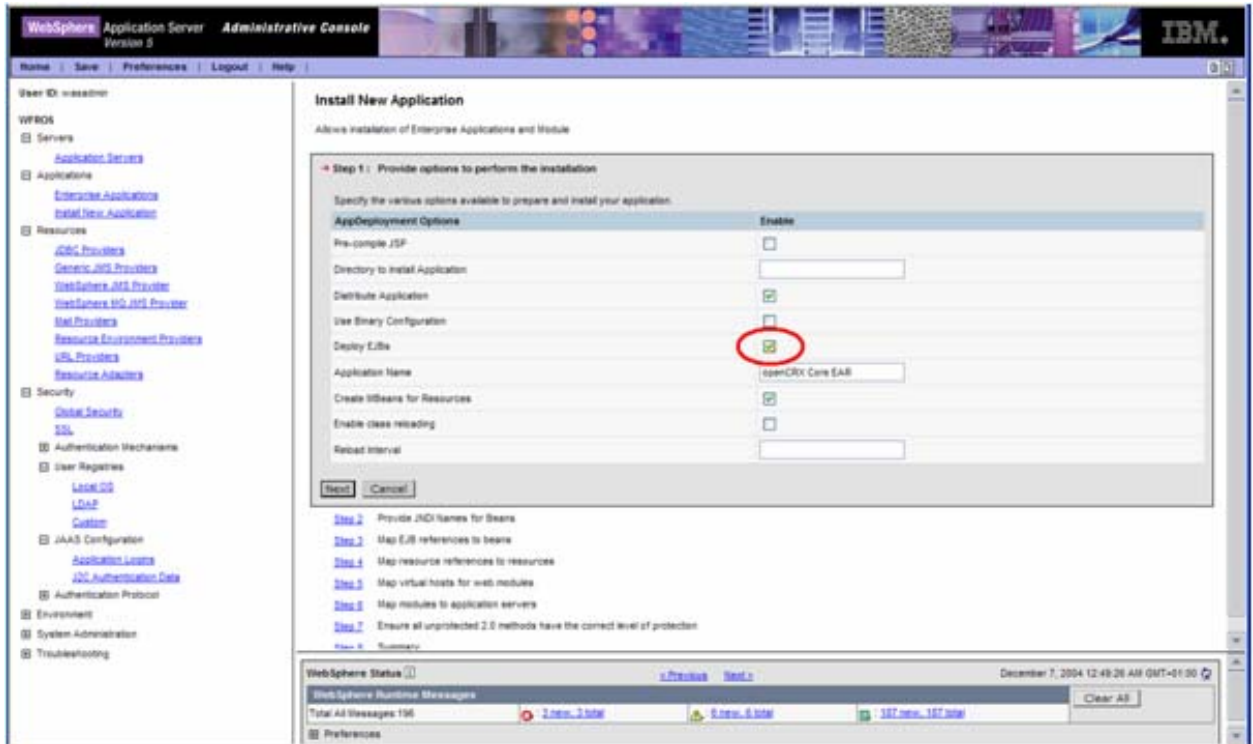 WebSphere Application Server Administrative Console
Version 5
IBM.
Home | Save | Preferences | Logout | Help |
User ID: wasadmin
WFROS
Servers
Application Servers
Applications
Enterprise Applications
Install New Application
Resources
JDBC Providers
Generic JMS Providers
WebSphere JMS Provider
WebSphere MQ JMS Provider
Mail Providers
Resource Environment Providers
URL Providers
Resource Adapters
Security
Global Security
SSL
Authentication Mechanisms
User Registries
Local OS
LDAP
Custom
JAAS Configuration
Application Logins
J2C Authentication Data
Authentication Protocol
Environment
System Administration
Troubleshooting
Install New Application
Allows installation of Enterprise Applications and Module
Step 1: Provide options to perform the installation
Specify the various options available to prepare and install your application.
AppDeployment Options Enable
Pre-compile JSP
Directory to Install Application
Distribute Application
Use Binary Configuration
Deploy EJBs
Application Name openCRX Core EAR
Create MBeans for Resources
Enable class reloading
Reload Interval
Next Cancel
Step 2 Provide JNDI Names for Beans
Step 3 Map EJB references to beans
Step 4 Map resource references to resources
Step 5 Map virtual hosts for web modules
Step 6 Map modules to application servers
Step 7 Ensure all unprotected 2.0 methods have the correct level of protection
Step 8 Summary
WebSphere Status < Previous Next > December 7, 2004 12:49:26 AM GMT+01:00
WebSphere Runtime Messages Clear All
Total All Messages:196 : 3 new, 3 total : 6 new, 6 total : 187 new, 187 total
Preferences